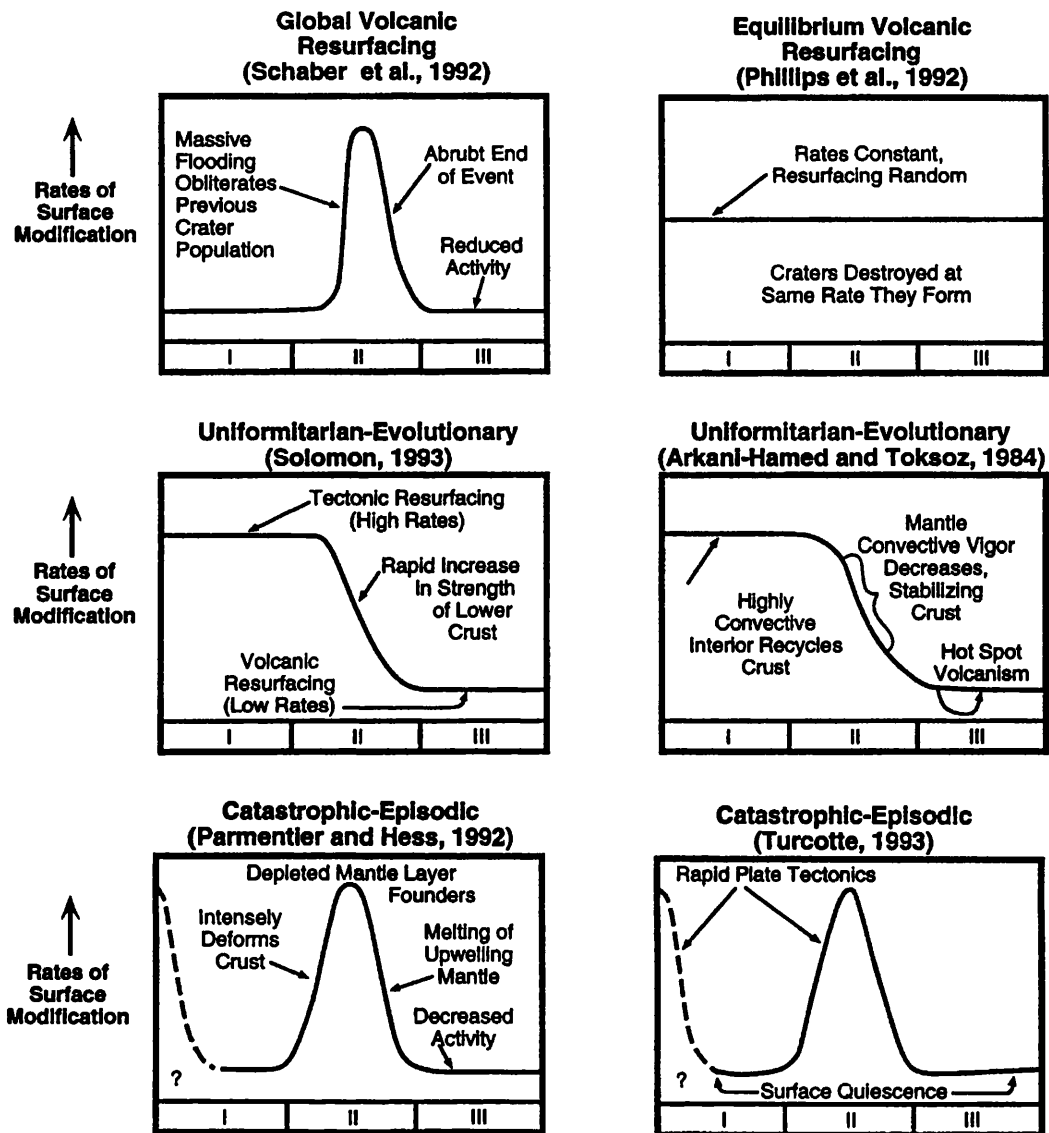 Global Volcanic
Resurfacing
(Schaber et al., 1992)
Rates of
Surface
Modification
Massive
Flooding
Obliterates
Previous
Crater
Population
Abrubt End
of Event
Reduced
Activity
I
II
III
Equilibrium Volcanic
Resurfacing
(Phillips et al., 1992)
Rates Constant,
Resurfacing Random
Craters Destroyed at
Same Rate They Form
I
II
III
Uniformitarian-Evolutionary
(Solomon, 1993)
Rates of
Surface
Modification
Tectonic Resurfacing
(High Rates)
Rapid Increase
In Strength
of Lower
Crust
Volcanic
Resurfacing
(Low Rates)
I
II
III
Uniformitarian-Evolutionary
(Arkani-Hamed and Toksoz, 1984)
Mantle
Convective Vigor
Decreases,
Stabilizing
Crust
Highly
Convective
Interior Recycles
Crust
Hot Spot
Volcanism
I
II
III
Catastrophic-Episodic
(Parmentier and Hess, 1992)
Rates of
Surface
Modification
Depleted Mantle Layer
Founders
Intensely
Deforms
Crust
Melting of
Upwelling
Mantle
Decreased
Activity
?
I
II
III
Catastrophic-Episodic
(Turcotte, 1993)
Rapid Plate Tectonics
?
Surface Quiescence
I
II
III